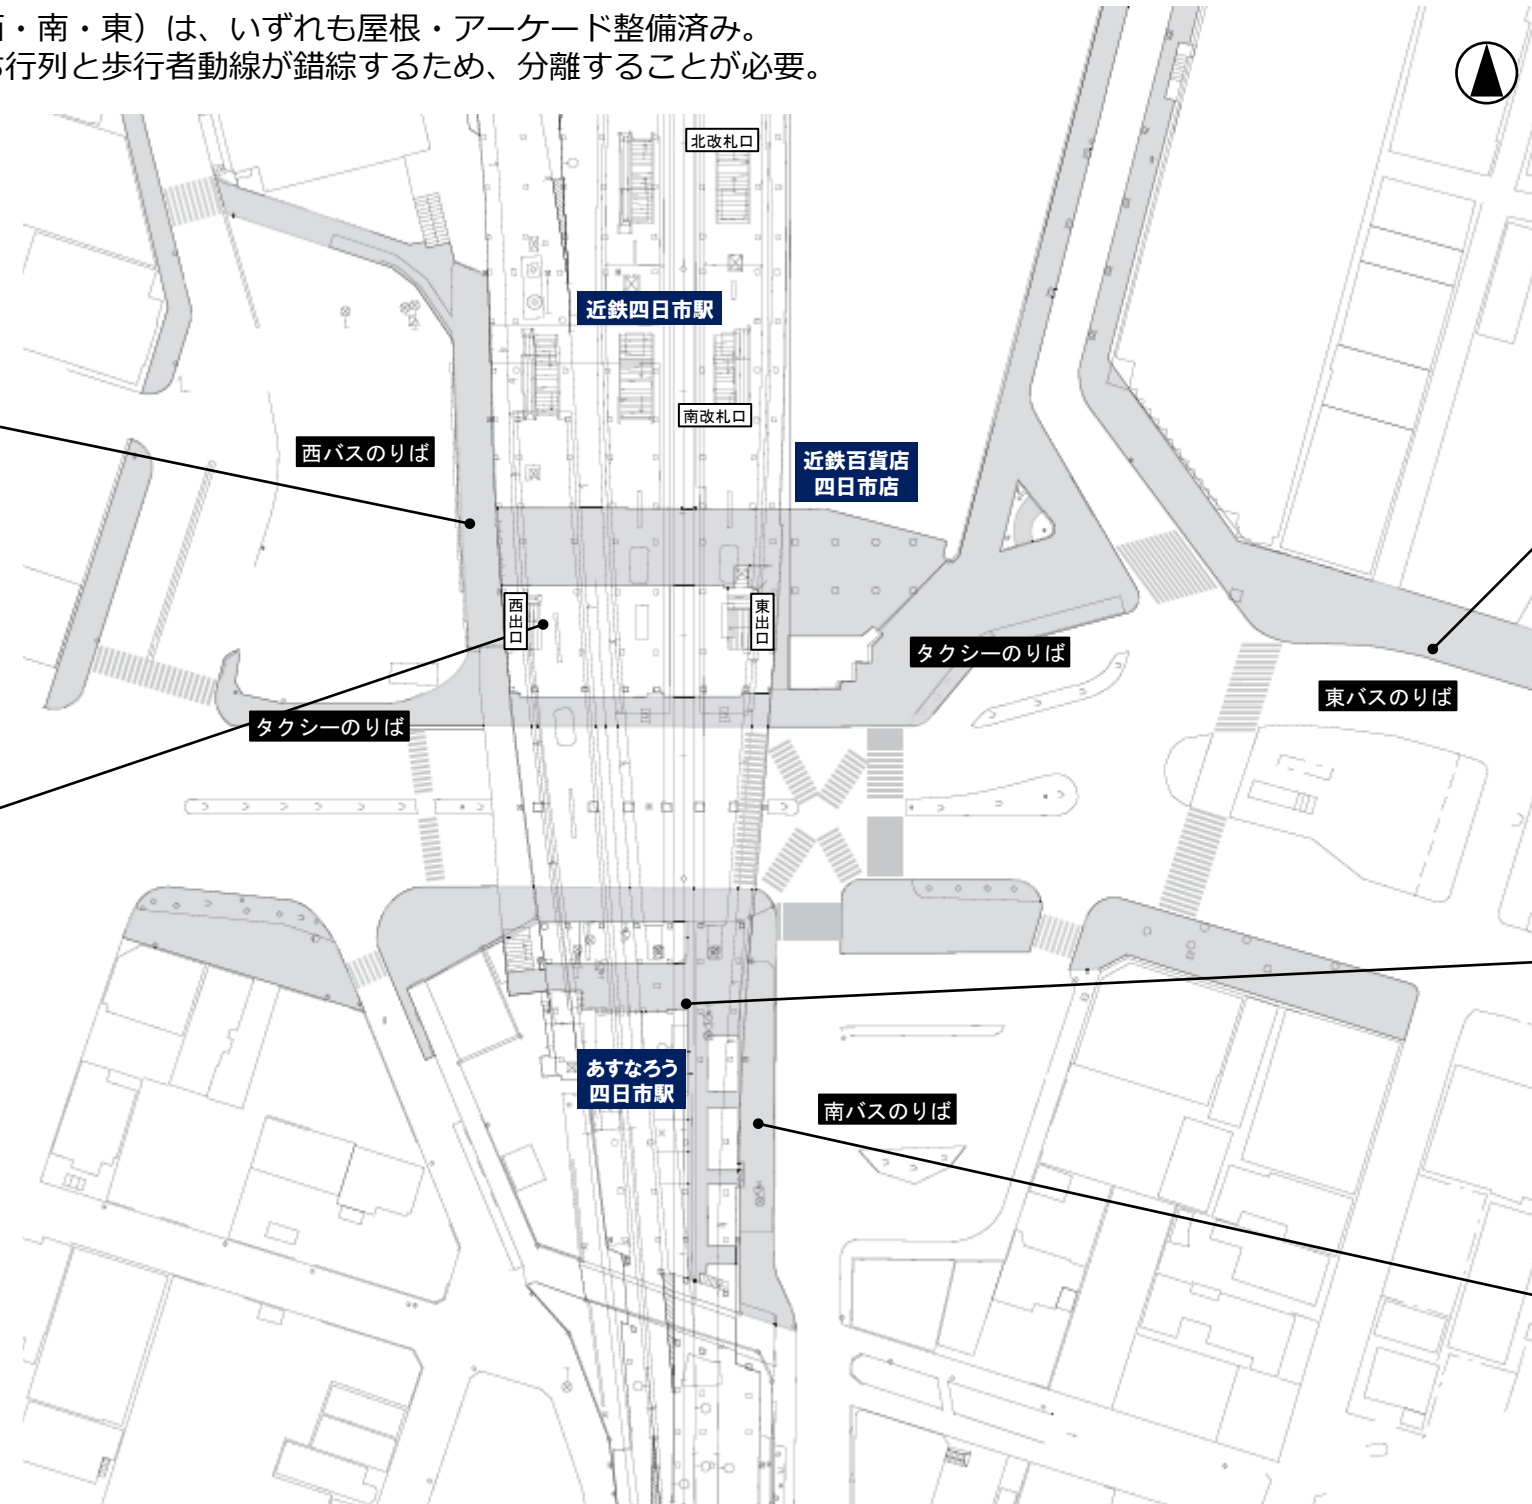 西・南・東）は、いずれも屋根・アーケード整備済み。
行列と歩行者動線が錯綜するため、分離することが必要。
北改札口
近鉄四日市駅
南改札口
西バスのりば
近鉄百貨店
四日市店
西出口
東出口
タクシーのりば
東バスのりば
タクシーのりば
あすなろう
四日市駅
南バスのりば